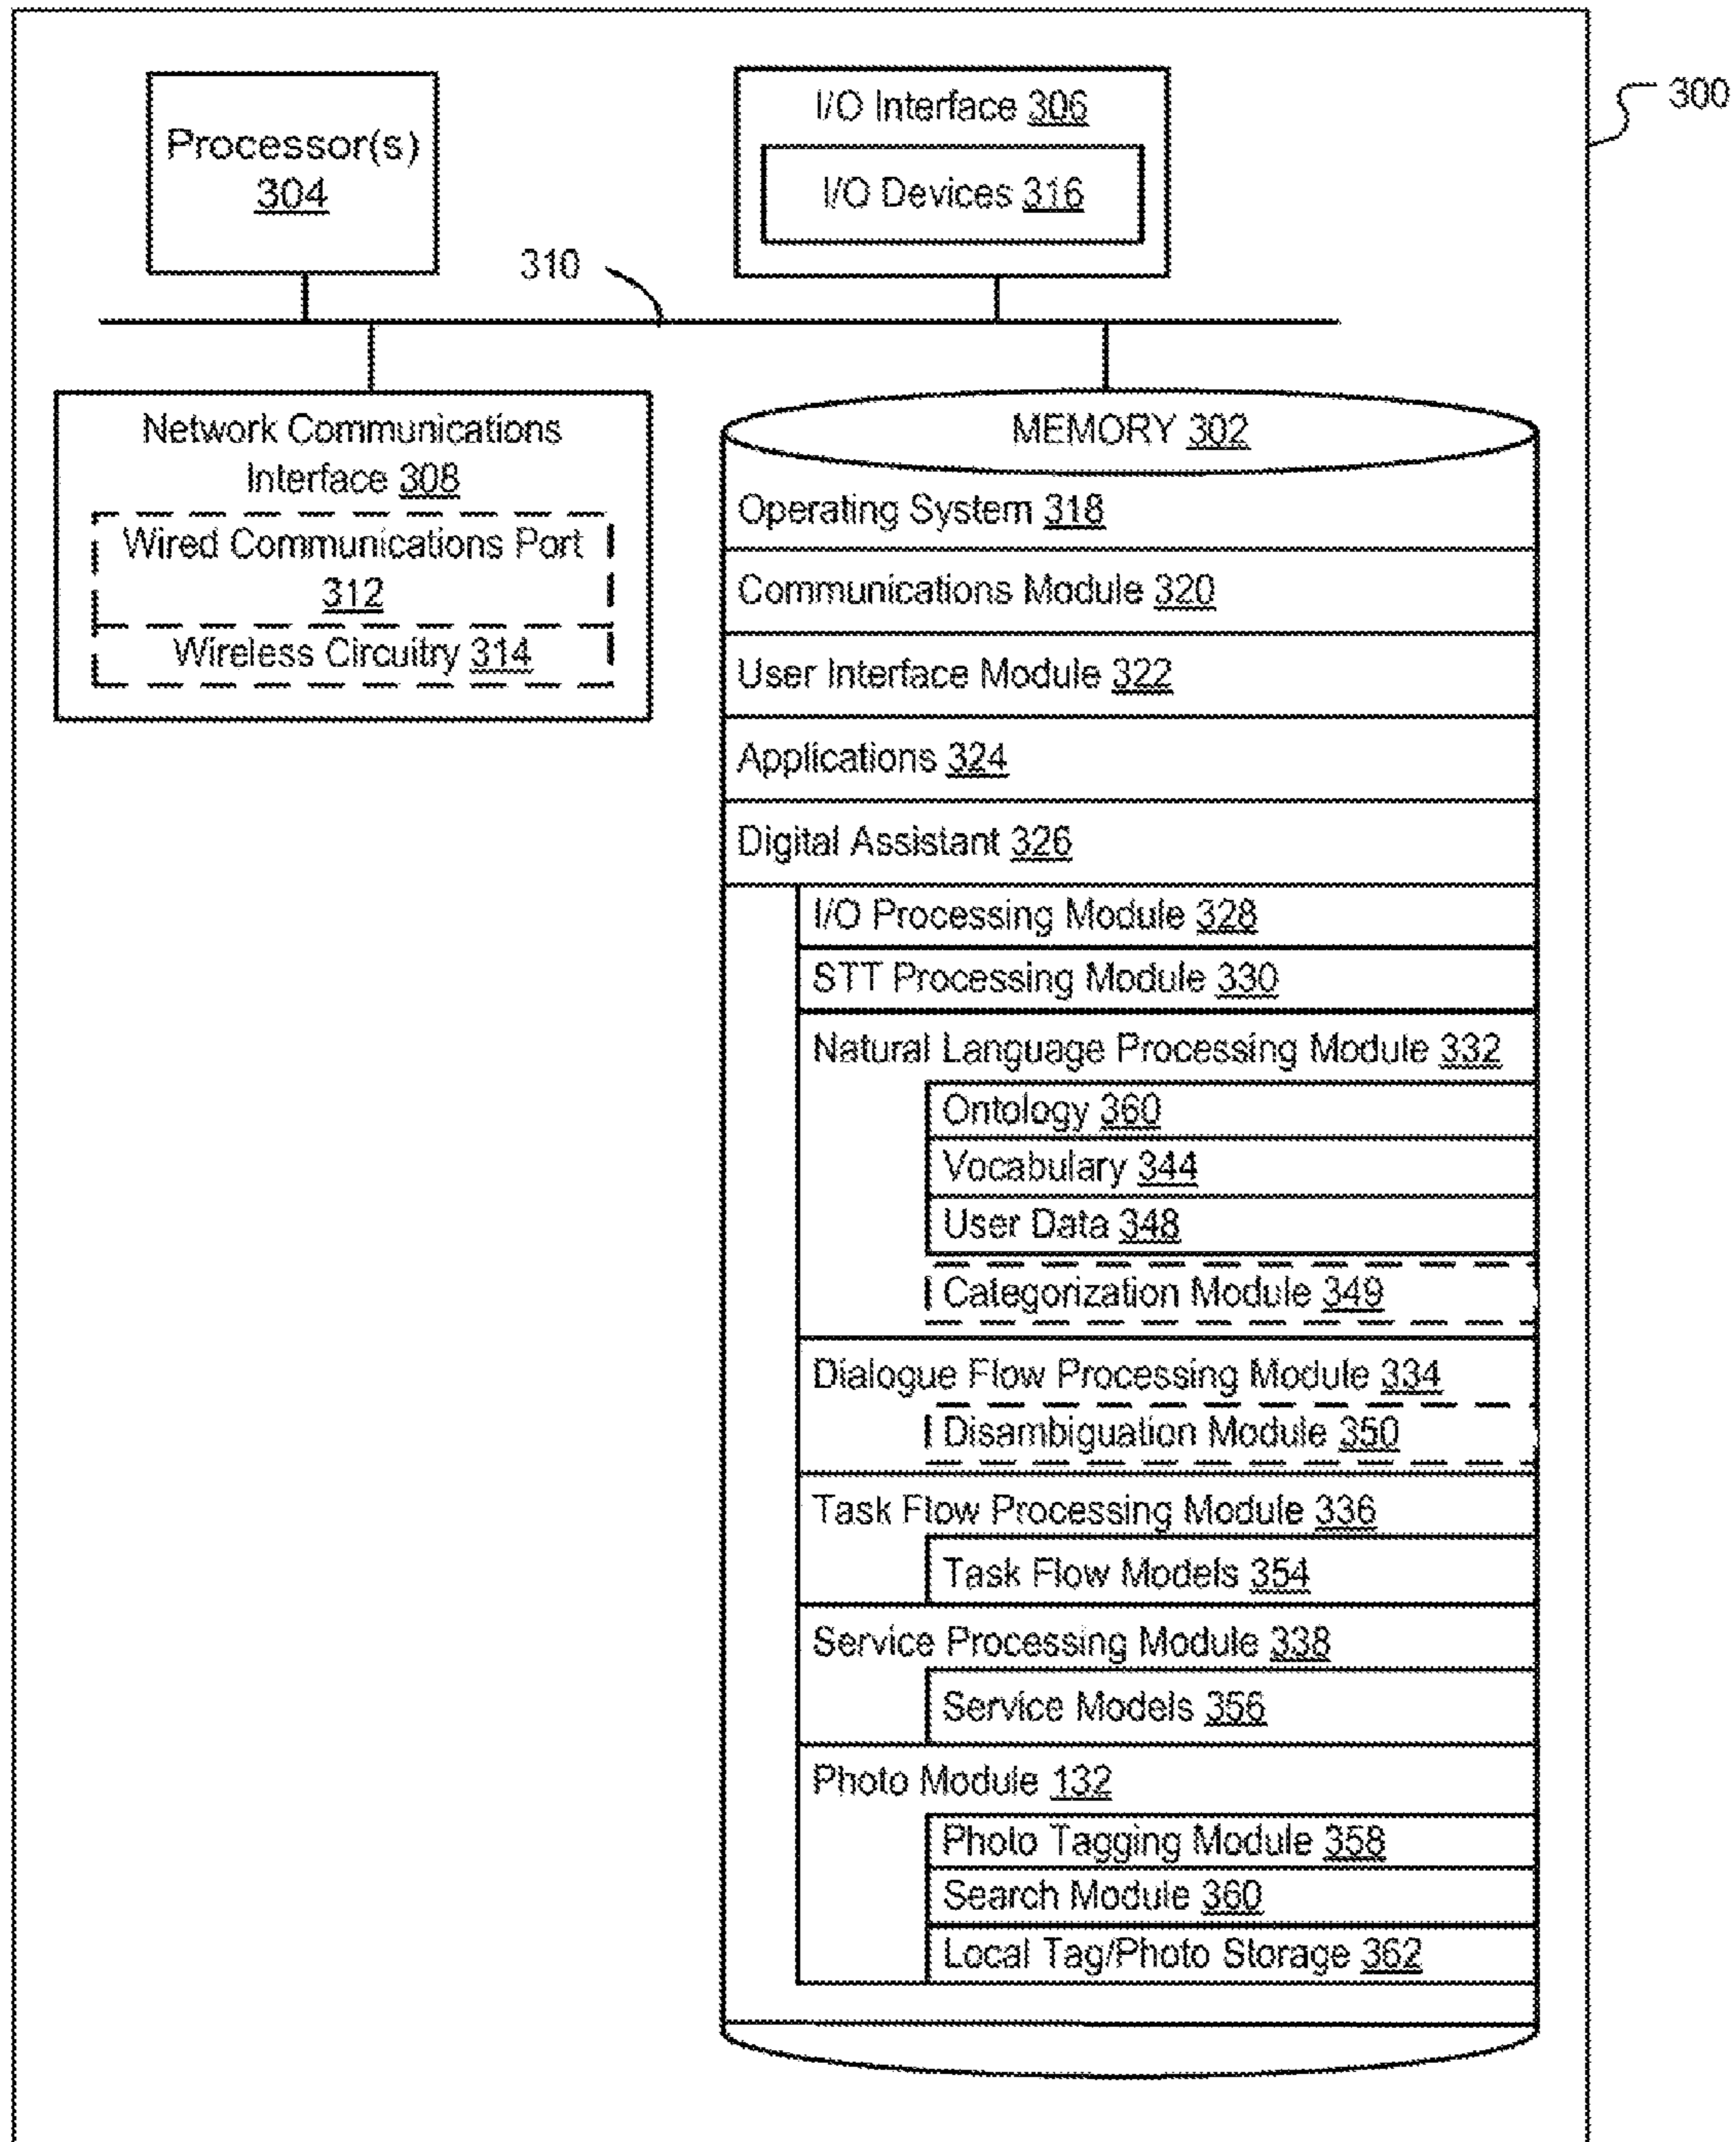 300
Processor(s)
304
I/O Interface 306
I/O Devices 316
310
Network Communications
Interface 308
Wired Communications Port
312
Wireless Circuitry 314
MEMORY 302
Operating System 318
Communications Module 320
User Interface Module 322
Applications 324
Digital Assistant 326
I/O Processing Module 328
STT Processing Module 330
Natural Language Processing Module 332
Ontology 360
Vocabulary 344
User Data 348
Categorization Module 349
Dialogue Flow Processing Module 334
Disambiguation Module 350
Task Flow Processing Module 336
Task Flow Models 354
Service Processing Module 338
Service Models 356
Photo Module 132
Photo Tagging Module 358
Search Module 360
Local Tag/Photo Storage 362